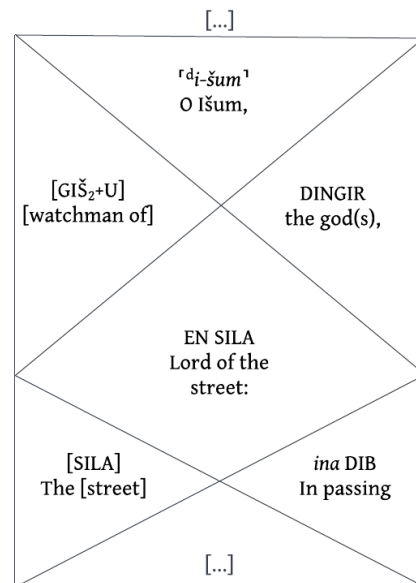 [...]
⸢ᵈi-šum⸣
O Išum,
[GIŠ₂+U]
[watchman of]
DINGIR
the god(s),
EN SILA
Lord of the
street:
[SILA]
The [street]
ina DIB
In passing
[...]